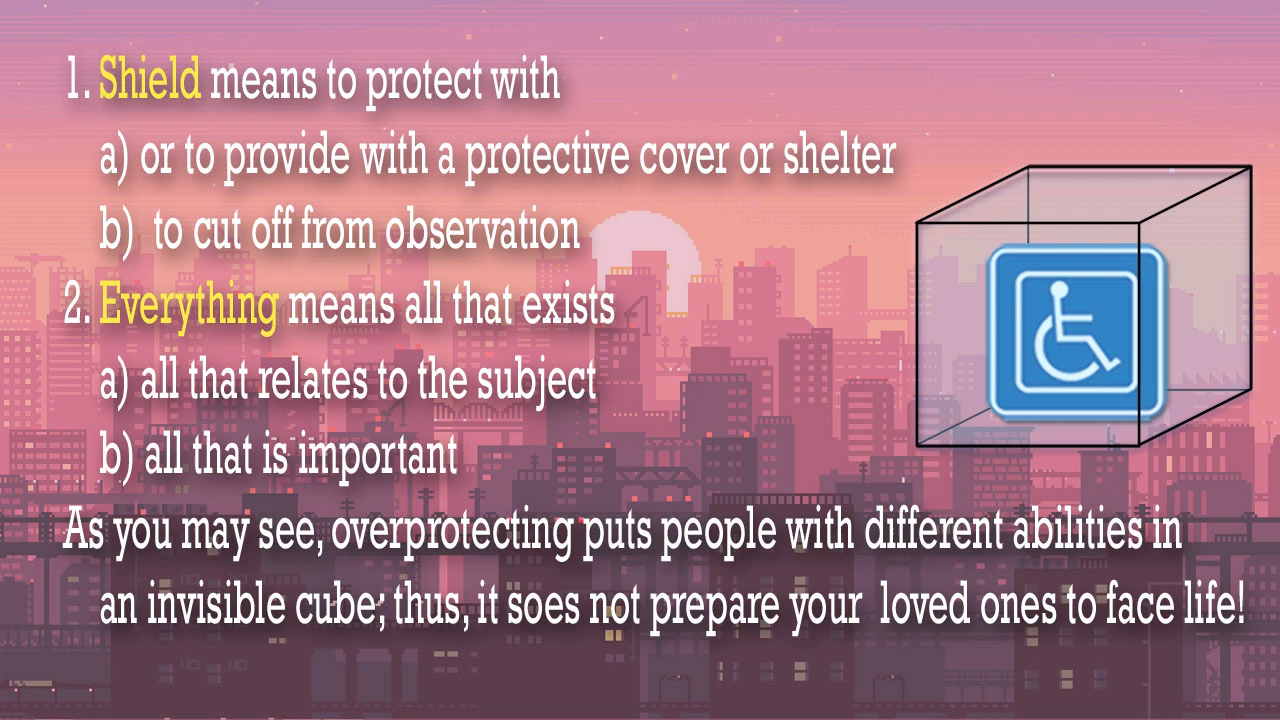 1. Shield means to protect with
a) or to provide with a protective cover or shelter
b) to cut off from observation
2. Everything means all that exists
a) all that relates to the subject
b) all that is important
As you may see, overprotecting puts people with different abilities in
an invisible cube; thus, it soes not prepare your loved ones to face life!